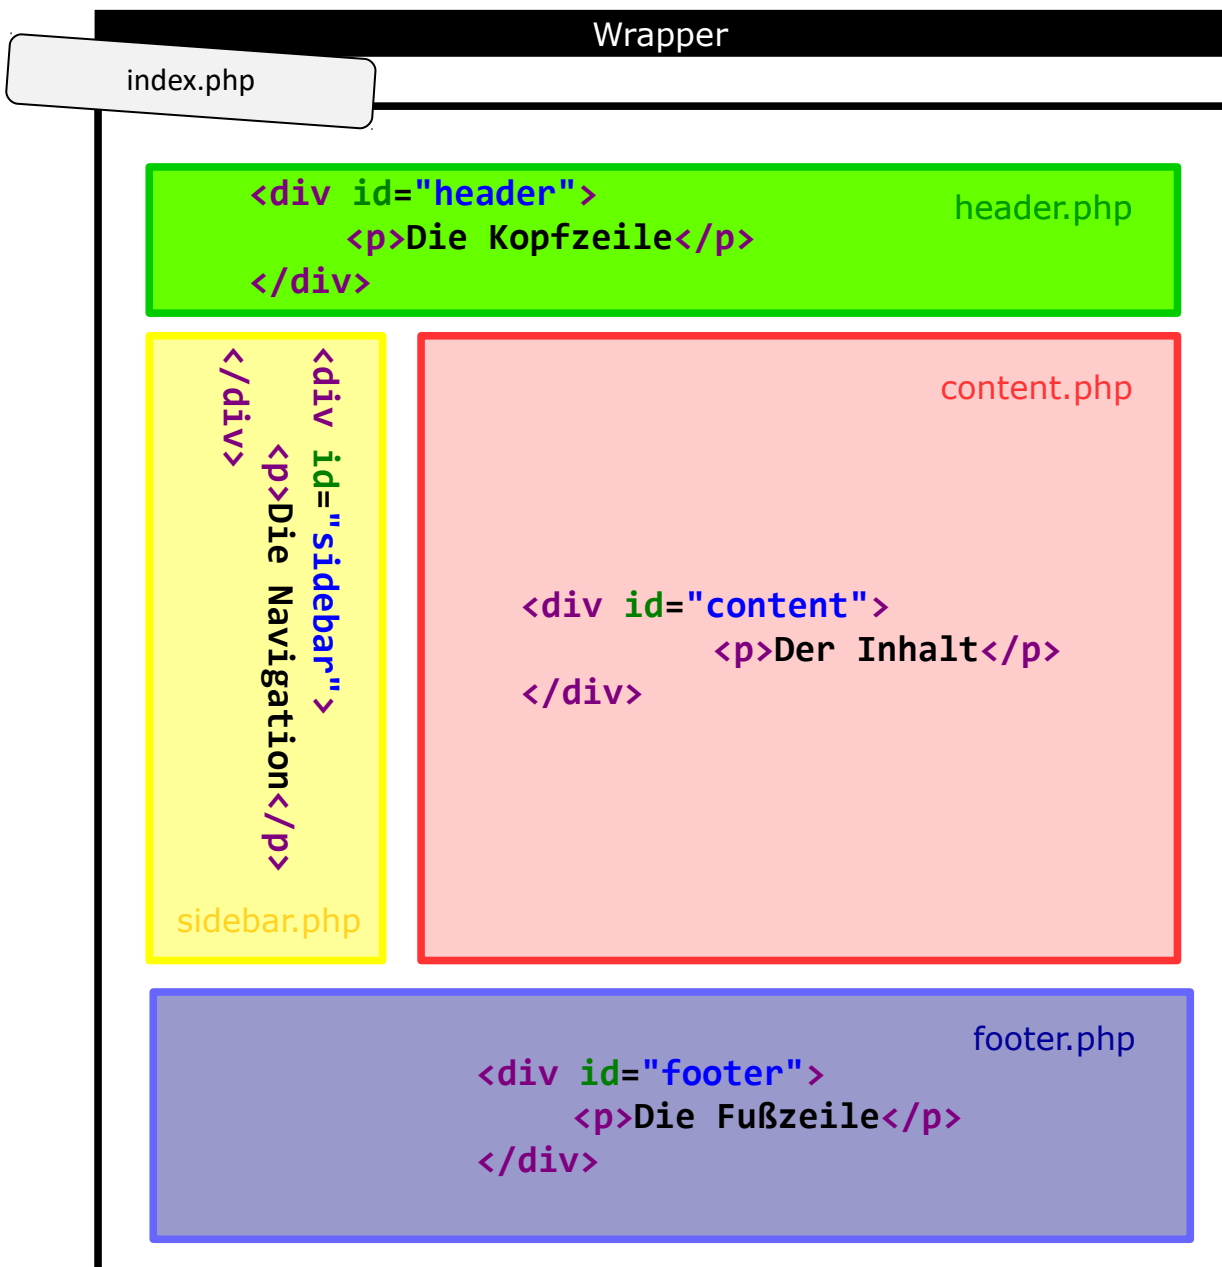 Wrapper
index.php
<div id="header">
header.php
<p>Die Kopfzeile</p>
</div>
<div id="sidebar">
<p>Die Navigation</p>
</div>
sidebar.php
content.php
<div id="content">
<p>Der Inhalt</p>
</div>
footer.php
<div id="footer">
<p>Die Fußzeile</p>
</div>